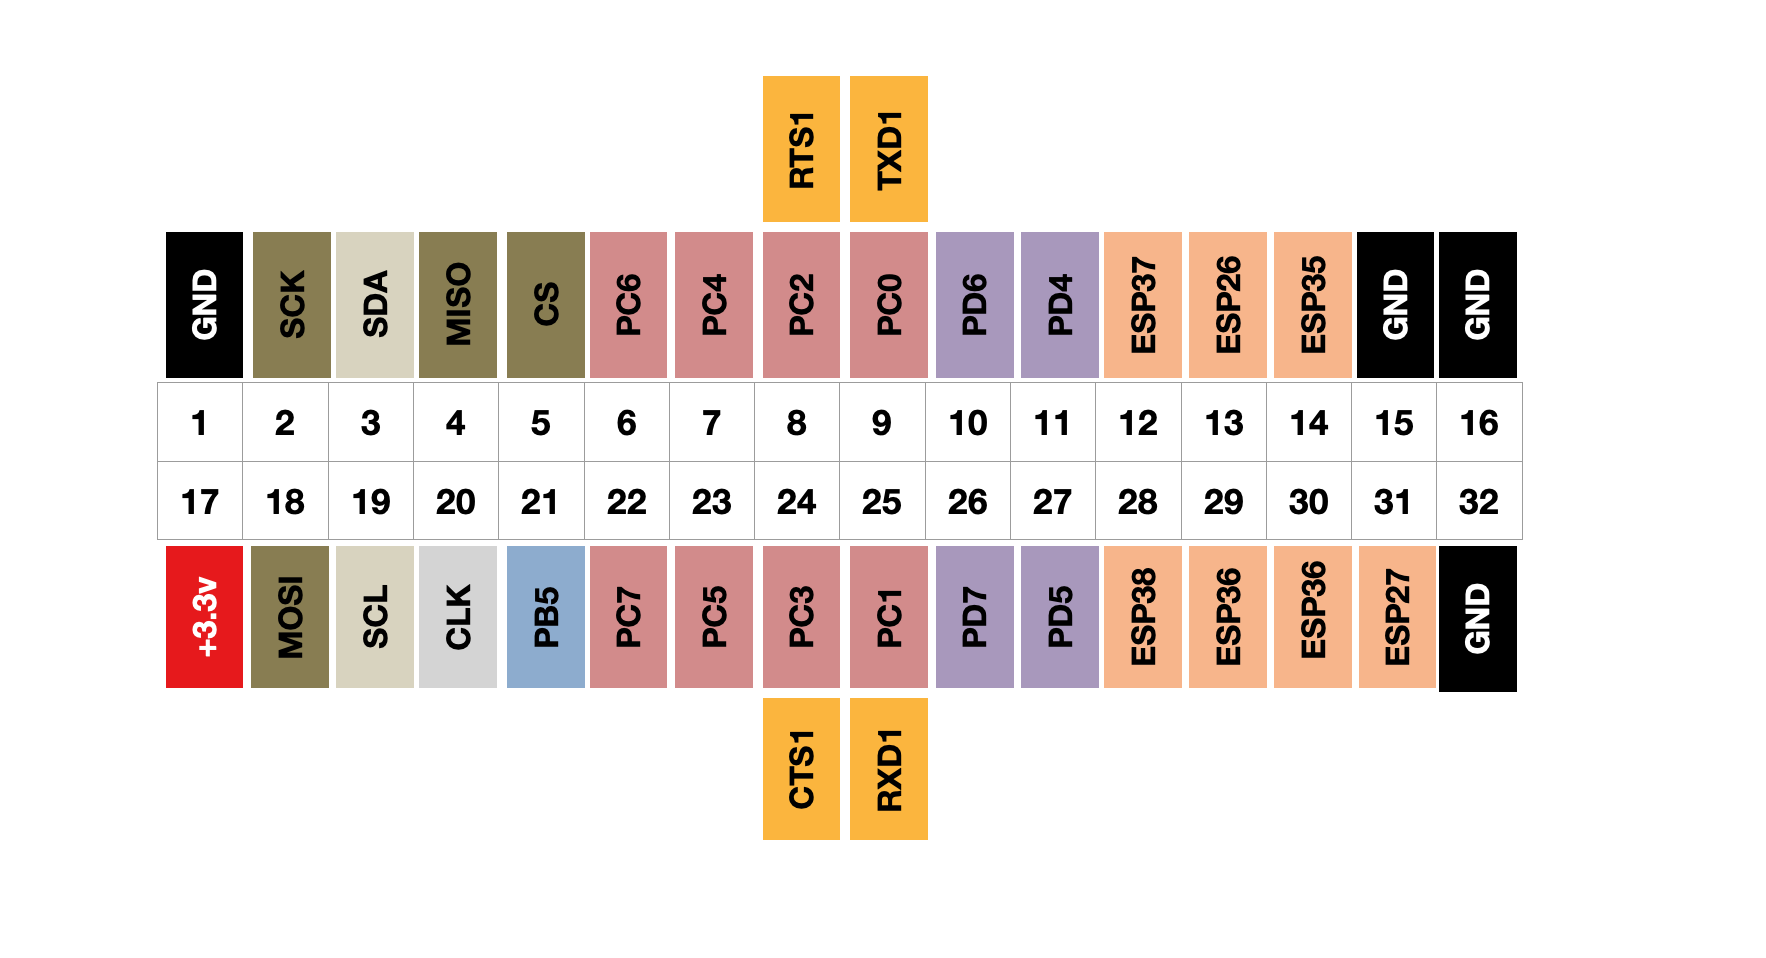 RTS1 TXD1
GND SCK SDA MISO CS PC6 PC4 PC2 PC0 PD6 PD4 ESP37 ESP26 ESP35 GND GND
1 2 3 4 5 6 7 8 9 10 11 12 13 14 15 16
17 18 19 20 21 22 23 24 25 26 27 28 29 30 31 32
+3.3v MOSI SCL CLK PB5 PC7 PC5 PC3 PC1 PD7 PD5 ESP38 ESP36 ESP36 ESP27 GND
CTS1 RXD1